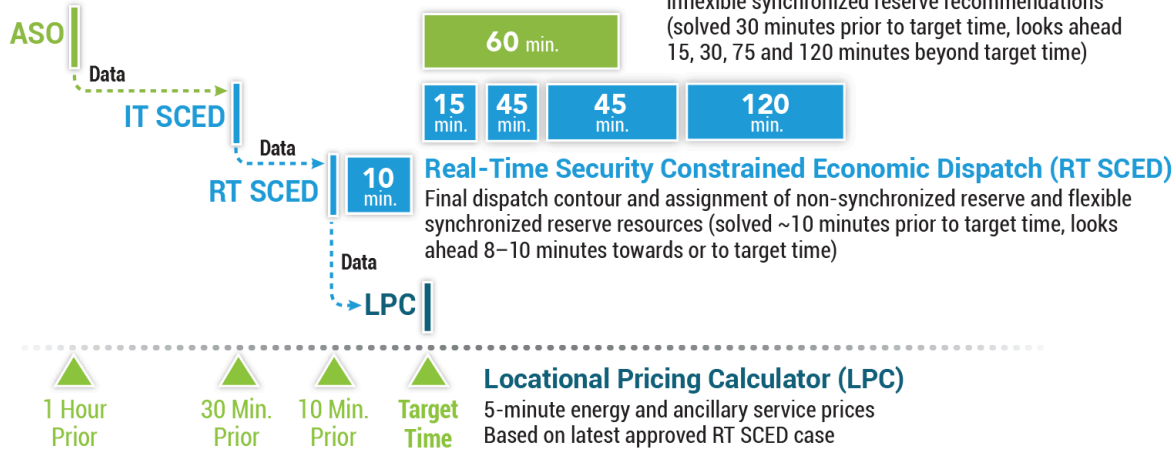 inflexible synchronized reserve recommendations
(solved 30 minutes prior to target time, looks ahead
15, 30, 75 and 120 minutes beyond target time)
ASO
60 min.
Data
IT SCED
15 min.
45 min.
45 min.
120 min.
Data
RT SCED
10 min.
Real-Time Security Constrained Economic Dispatch (RT SCED)
Final dispatch contour and assignment of non-synchronized reserve and flexible
synchronized reserve resources (solved ~10 minutes prior to target time, looks
ahead 8–10 minutes towards or to target time)
Data
LPC
1 Hour
Prior
30 Min.
Prior
10 Min.
Prior
Target
Time
Locational Pricing Calculator (LPC)
5-minute energy and ancillary service prices
Based on latest approved RT SCED case